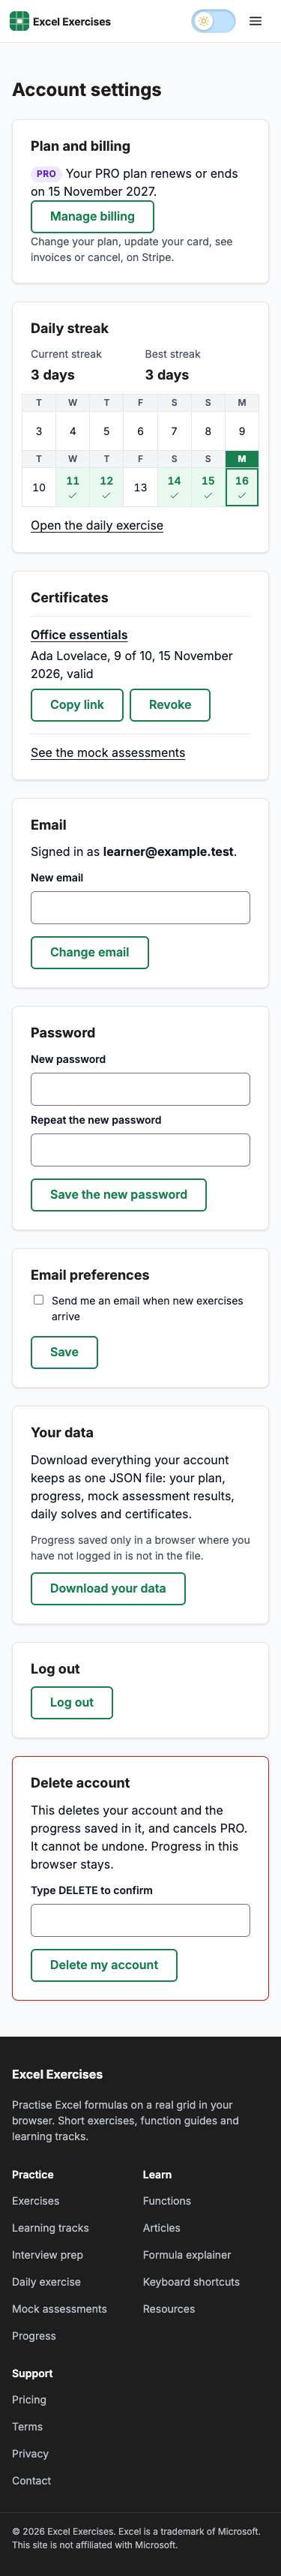 Excel Exercises
Account settings
Plan and billing
PRO Your PRO plan renews or ends
on 15 November 2027.
Manage billing
Change your plan, update your card, see
invoices or cancel, on Stripe.
Daily streak
Current streak Best streak
3 days 3 days
T W T F S S M
3 4 5 6 7 8 9
T W T F S S M
10 11 12 13 14 15 16
Open the daily exercise
Certificates
Office essentials
Ada Lovelace, 9 of 10, 15 November
2026, valid
Copy link Revoke
See the mock assessments
Email
Signed in as learner@example.test.
New email
Change email
Password
New password
Repeat the new password
Save the new password
Email preferences
Send me an email when new exercises
arrive
Save
Your data
Download everything your account
keeps as one JSON file: your plan,
progress, mock assessment results,
daily solves and certificates.
Progress saved only in a browser where you
have not logged in is not in the file.
Download your data
Log out
Log out
Delete account
This deletes your account and the
progress saved in it, and cancels PRO.
It cannot be undone. Progress in this
browser stays.
Type DELETE to confirm
Delete my account
Excel Exercises
Practise Excel formulas on a real grid in your
browser. Short exercises, function guides and
learning tracks.
Practice
Exercises
Learning tracks
Interview prep
Daily exercise
Mock assessments
Progress
Learn
Functions
Articles
Formula explainer
Keyboard shortcuts
Resources
Support
Pricing
Terms
Privacy
Contact
© 2026 Excel Exercises. Excel is a trademark of Microsoft.
This site is not affiliated with Microsoft.